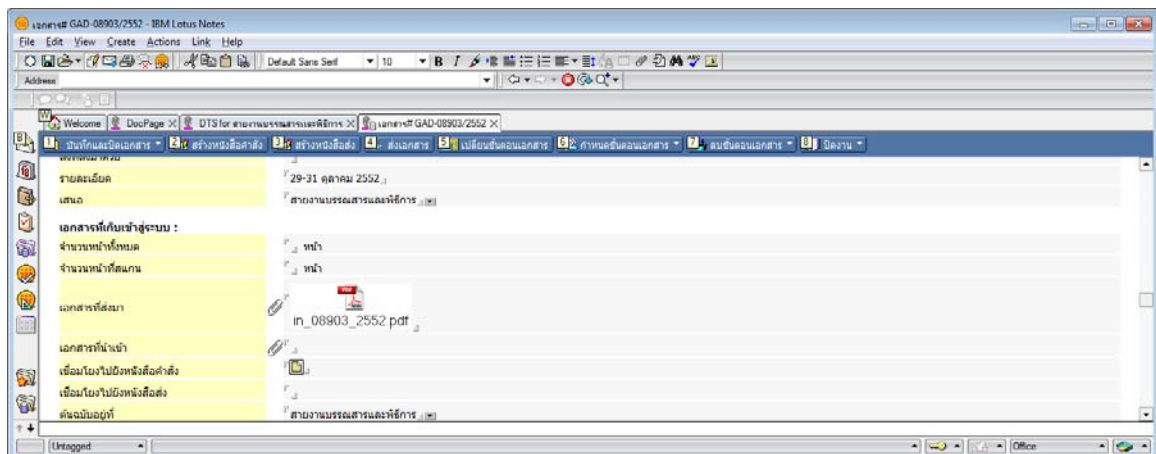 เอกสาร# GAD-08903/2552 - IBM Lotus Notes
File Edit View Create Actions Link Help
Default Sans Serif 10 B I
Address
Welcome DocPage DTS for สายงานบรรณสารและพิธีการ เอกสาร# GAD-08903/2552
1 บันทึกและปิดเอกสาร 2 สร้างหนังสือคำสั่ง 3 สร้างหนังสือส่ง 4 ส่งเอกสาร 5 เปลี่ยนขั้นตอนเอกสาร 6 กำหนดขั้นตอนเอกสาร 7 ลบขั้นตอนเอกสาร 8 ปิดงาน
รายละเอียด 29-31 ตุลาคม 2552
เสนอ สายงานบรรณสารและพิธีการ
เอกสารที่เก็บเข้าสู่ระบบ :
จำนวนหน้าทั้งหมด หน้า
จำนวนหน้าที่สแกน หน้า
เอกสารที่ส่งมา in_08903_2552.pdf
เอกสารที่นำเข้า
เชื่อมโยงไปยังหนังสือคำสั่ง
เชื่อมโยงไปยังหนังสือส่ง
ต้นฉบับอยู่ที่ สายงานบรรณสารและพิธีการ
Untagged Office